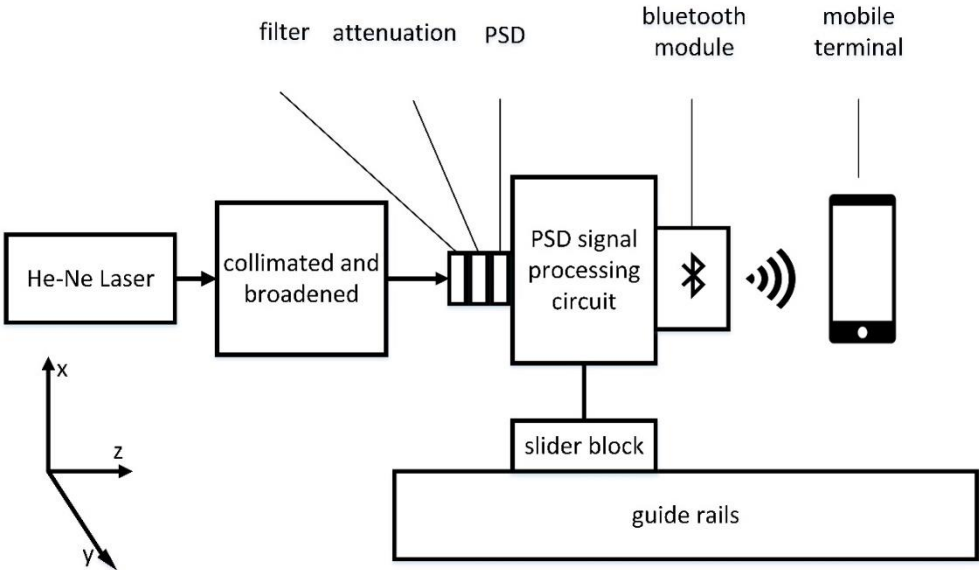 filter attenuation PSD
bluetooth
module
mobile
terminal
He-Ne Laser
collimated and
broadened
PSD signal
processing
circuit
x
z
y
slider block
guide rails